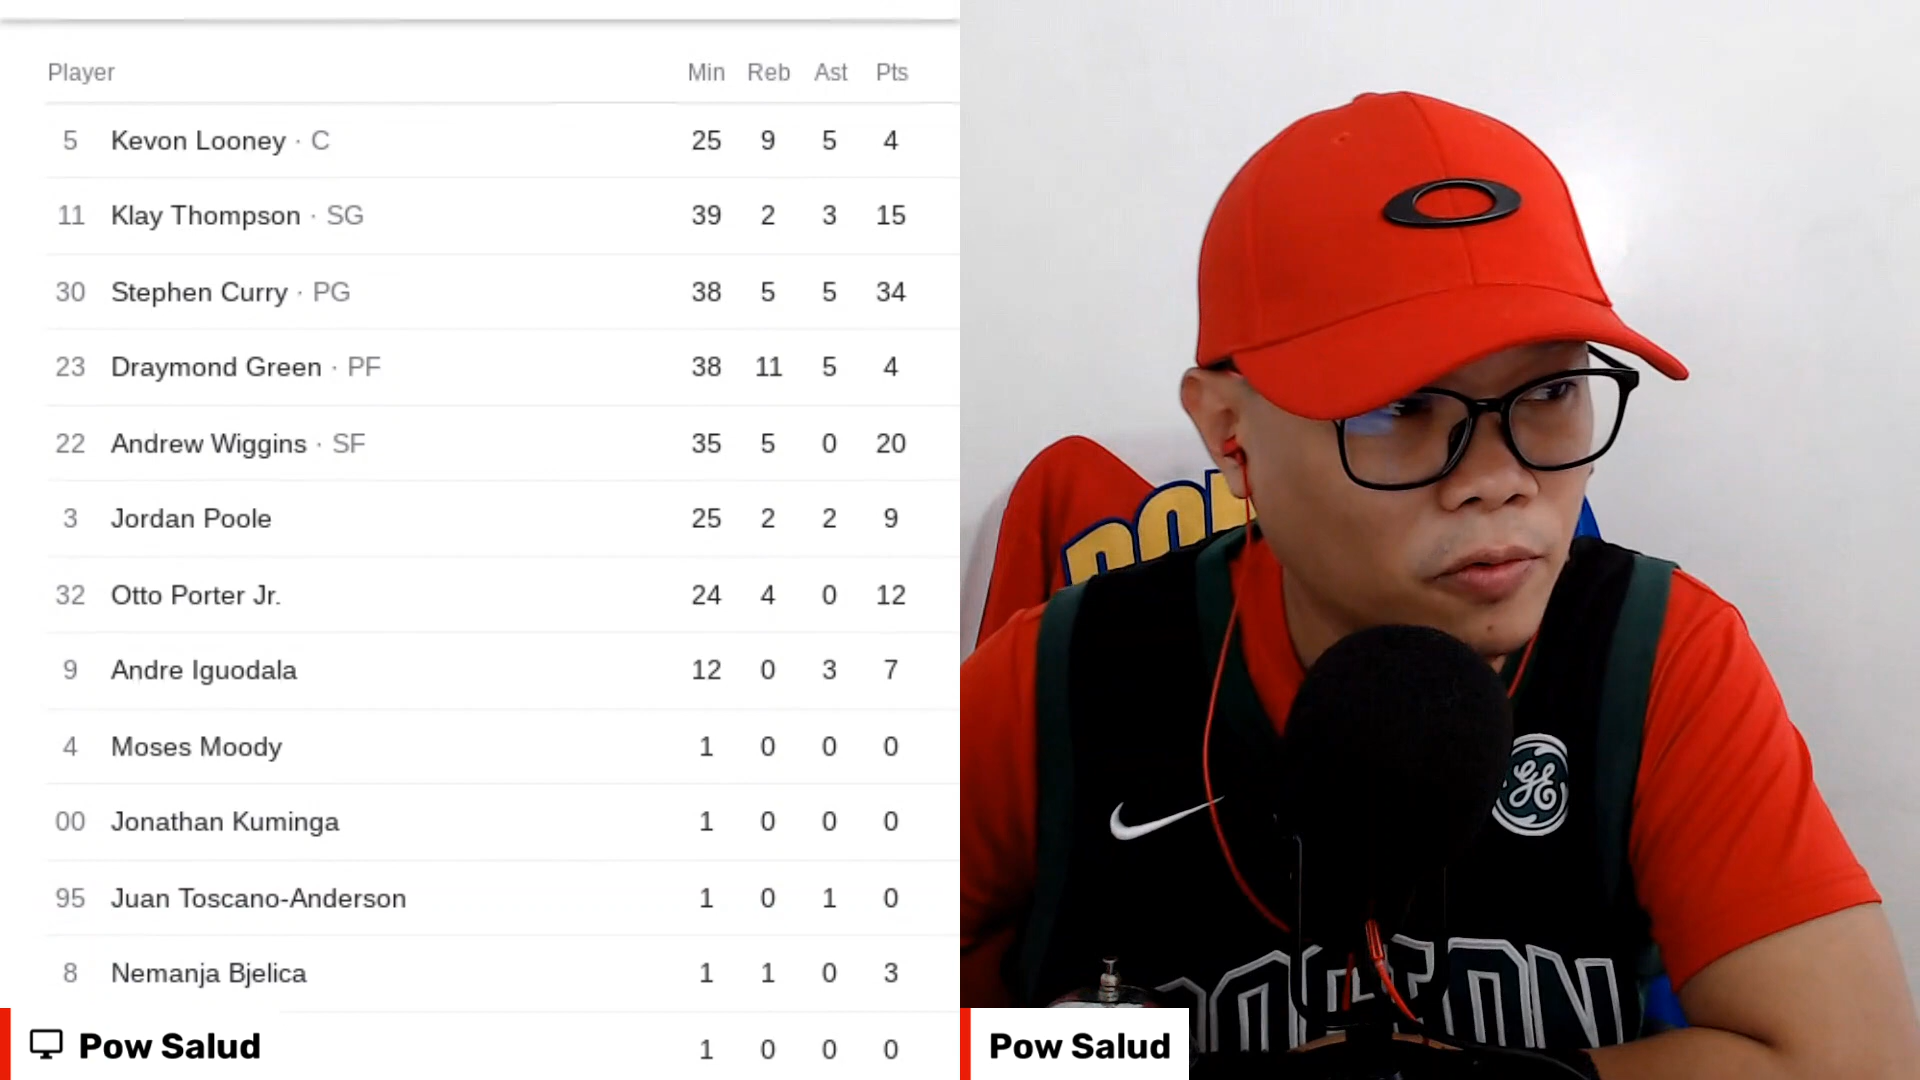 Player Min Reb Ast Pts
5 Kevon Looney · C 25 9 5 4
11 Klay Thompson · SG 39 2 3 15
30 Stephen Curry · PG 38 5 5 34
23 Draymond Green · PF 38 11 5 4
22 Andrew Wiggins · SF 35 5 0 20
3 Jordan Poole 25 2 2 9
32 Otto Porter Jr. 24 4 0 12
9 Andre Iguodala 12 0 3 7
4 Moses Moody 1 0 0 0
00 Jonathan Kuminga 1 0 0 0
95 Juan Toscano-Anderson 1 0 1 0
8 Nemanja Bjelica 1 1 0 3
1 0 0 0
Pow Salud
GE
Pow Salud